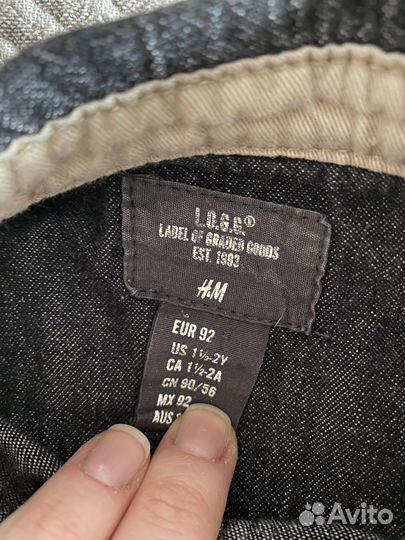 L.O.G.G.®
LABEL OF GRADED GOODS
EST. 1993
H&M
EUR 92
US 1½-2Y
CA 1½-2A
CN 90/56
MX 92
AUS
Avito